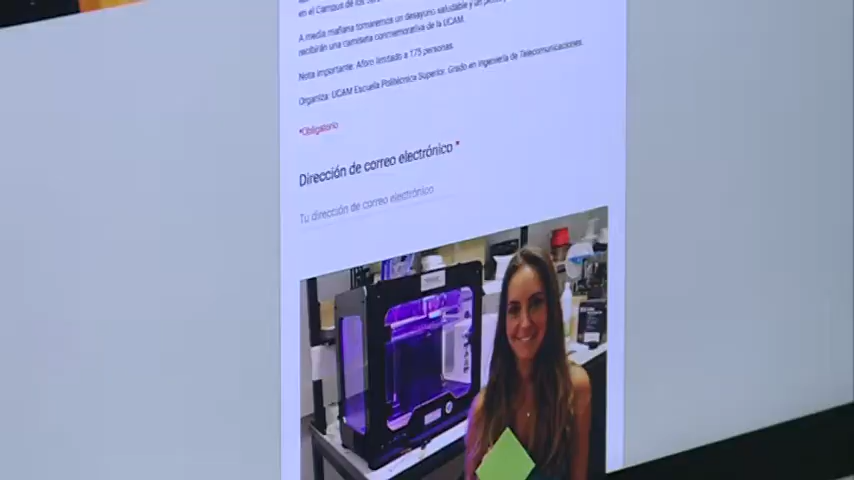 en el Campus de los
A media mañana tomaremos un desayuno saludable y un
recibirán una camiseta conmemorativa de la UCAM.
Nota importante: Aforo limitado a 175 personas.
Organiza: UCAM Escuela Politécnica Superior. Grado en Ingeniería de Telecomunicaciones.
*Obligatorio
Dirección de correo electrónico *
Tu dirección de correo electrónico